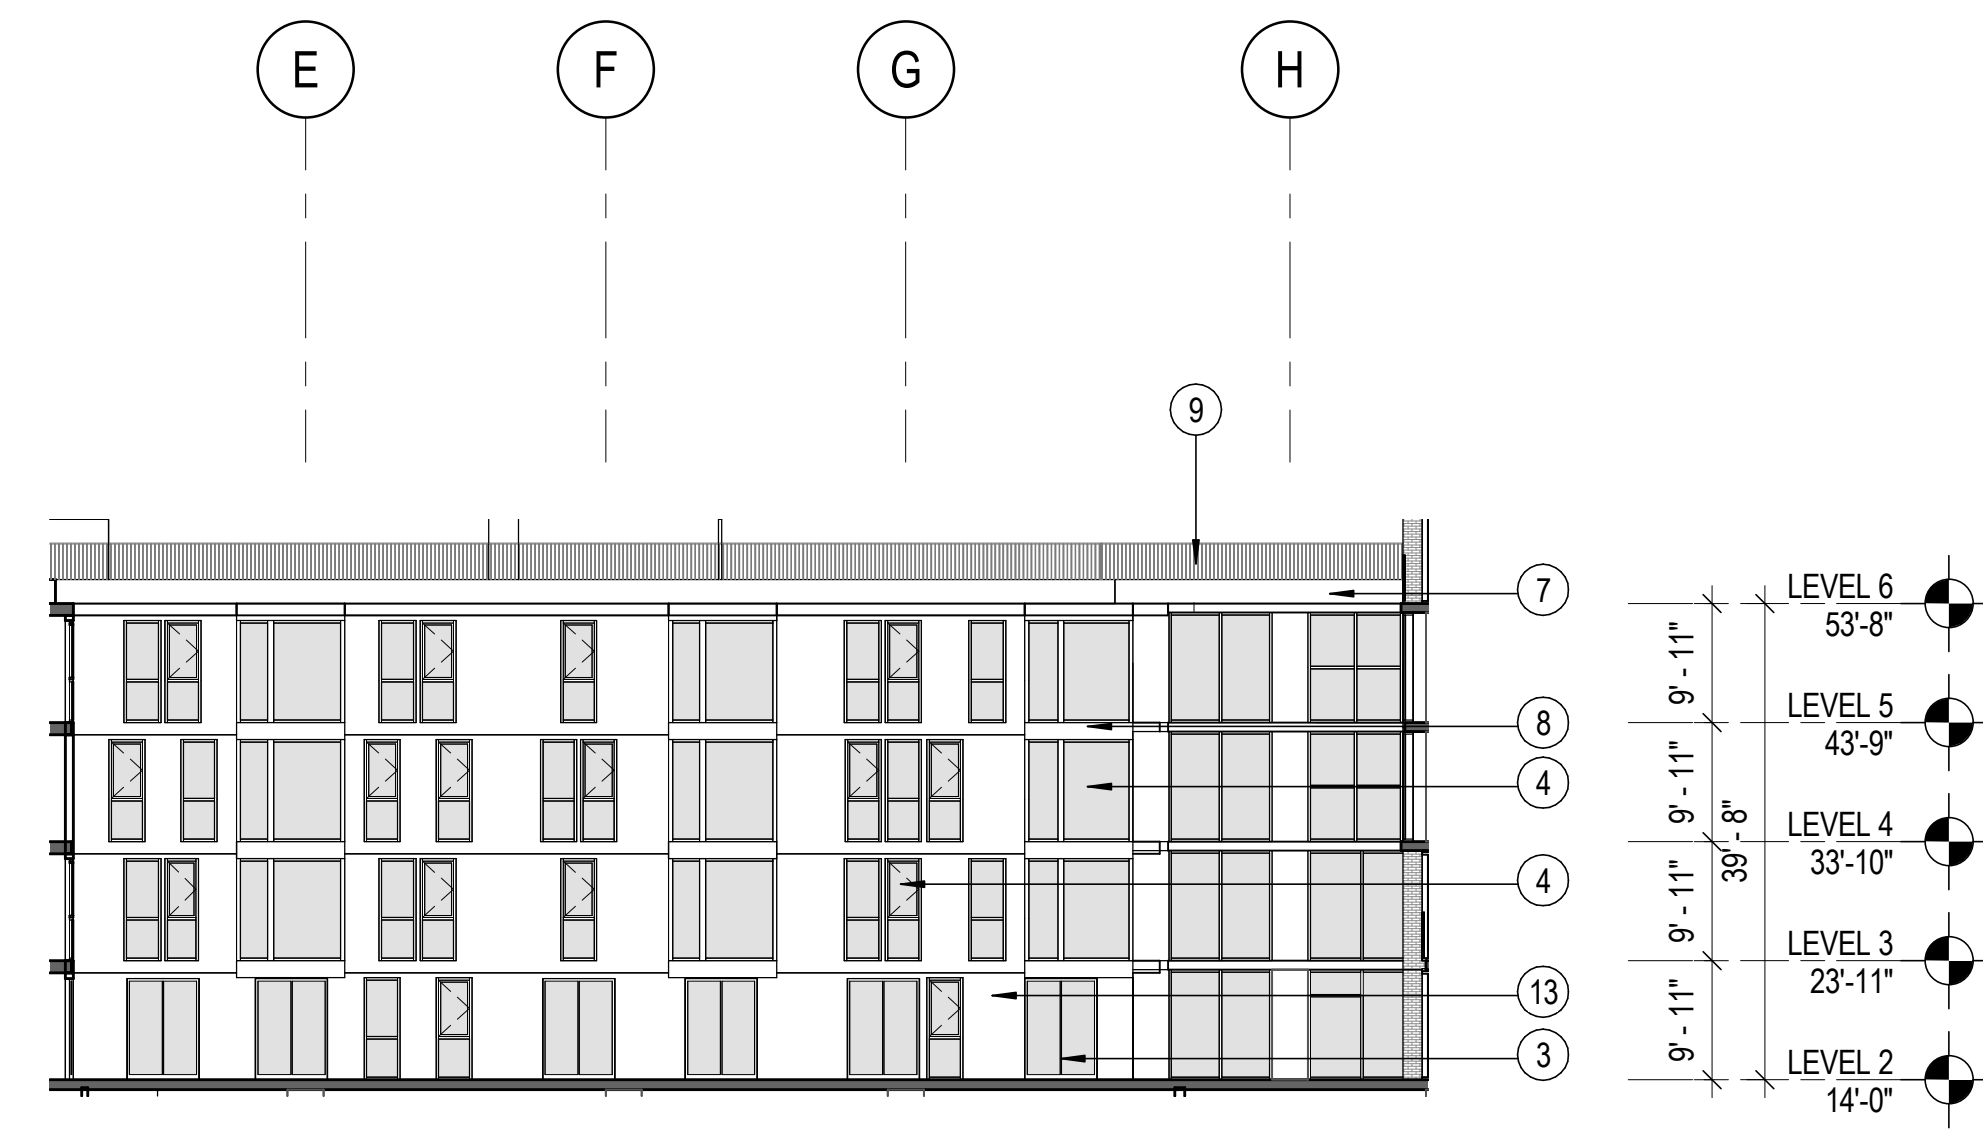 E F G H
9
7
8
4
4
13
3
9' - 11"
9' - 11"
9' - 11"
9' - 11"
39' - 8"
LEVEL 6
53'-8"
LEVEL 5
43'-9"
LEVEL 4
33'-10"
LEVEL 3
23'-11"
LEVEL 2
14'-0"